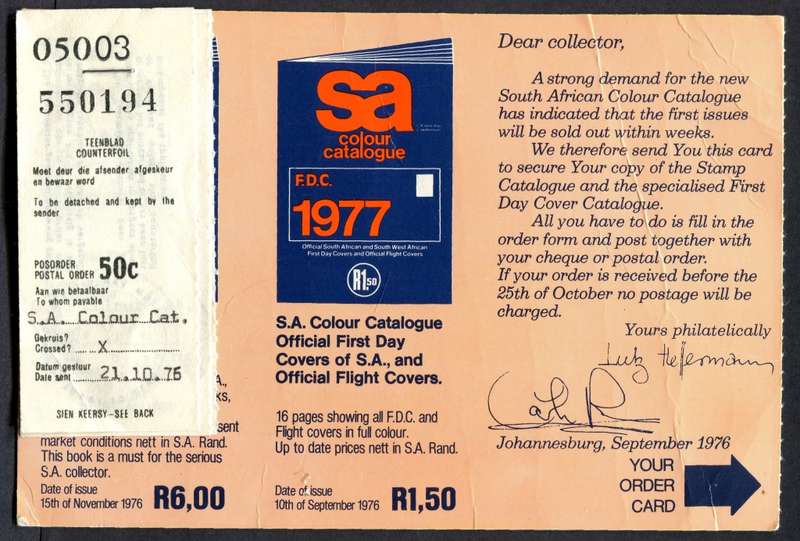 05003
550194
TEENBLAD
COUNTERFOIL
Moet deur die afsender afgeskeur
en bewaar word
To be detached and kept by the
sender
POSORDER
POSTAL ORDER 50c
Aan wie betaalbaar
To whom payable
S.A. Colour Cat.
Gekruis?
Crossed? X
Datum gestuur
Date sent 21.10.76
SIEN KEERSY—SEE BACK
market conditions nett in S.A. Rand.
This book is a must for the serious
S.A. collector.
Date of issue
15th of November 1976 R6,00
sa
colour
catalogue
F.D.C.
1977
Official South African and South West African
First Day Covers and Official Flight Covers
R150
S.A. Colour Catalogue
Official First Day
Covers of S.A., and
Official Flight Covers.
16 pages showing all F.D.C. and
Flight covers in full colour.
Up to date prices nett in S.A. Rand.
Date of issue
10th of September 1976 R1,50
Dear collector,
A strong demand for the new
South African Colour Catalogue
has indicated that the first issues
will be sold out within weeks.
We therefore send You this card
to secure Your copy of the Stamp
Catalogue and the specialised First
Day Cover Catalogue.
All you have to do is fill in the
order form and post together with
your cheque or postal order.
If your order is received before the
25th of October no postage will be
charged.
Yours philatelically
Johannesburg, September 1976
YOUR
ORDER
CARD